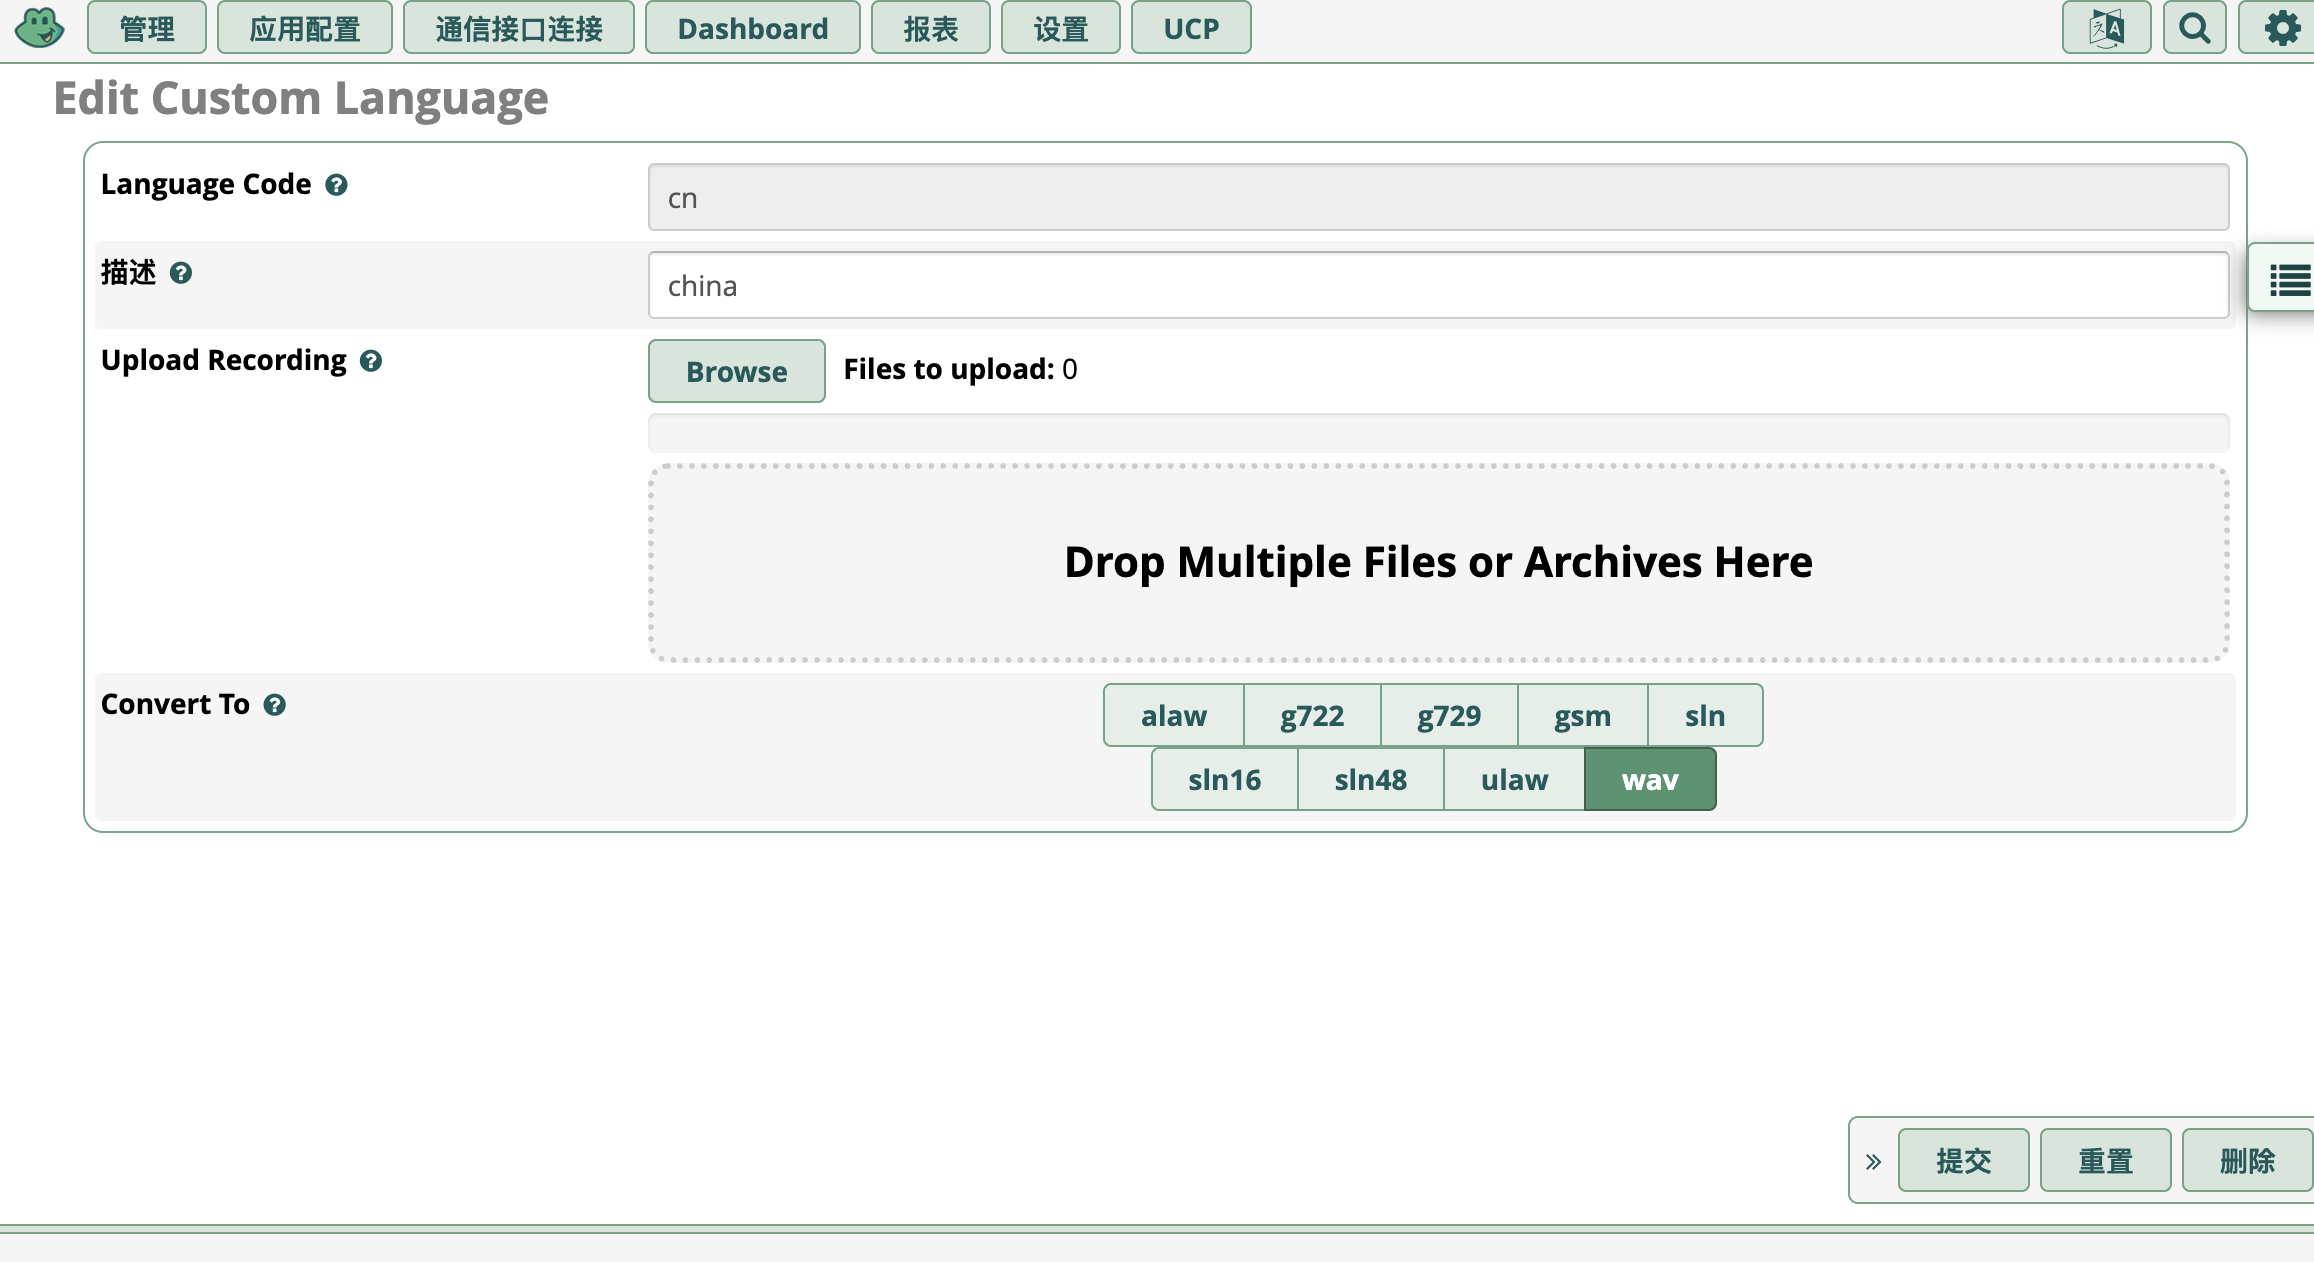 管理 应用配置 通信接口连接 Dashboard 报表 设置 UCP
Edit Custom Language
Language Code
cn
描述
china
Upload Recording
Browse Files to upload: 0
Drop Multiple Files or Archives Here
Convert To
alaw g722 g729 gsm sln
sln16 sln48 ulaw wav
» 提交 重置 删除